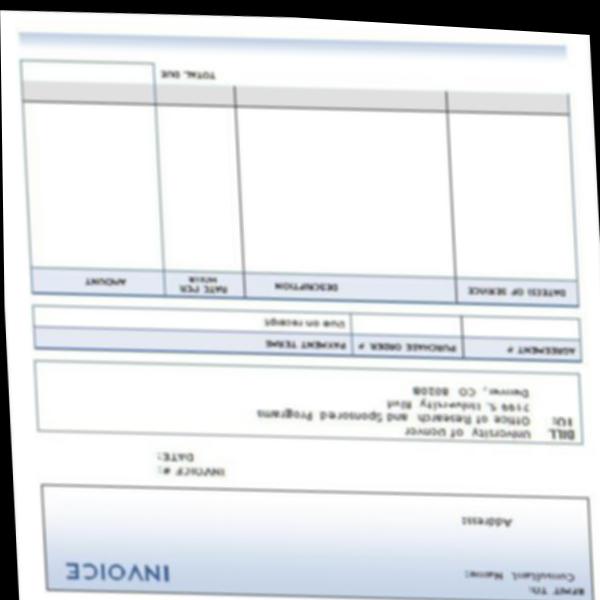 REMIT TO:
INVOICE
Consultant Name:
Address:
INVOICE #:
DATE:
BILL TO:
University of Denver
Office of Research and Sponsored Programs
2199 S. University Blvd
Denver, CO 80208
AGREEMENT # PURCHASE ORDER # PAYMENT TERMS
Due on receipt
DATE(S) OF SERVICE DESCRIPTION RATE PER HOUR AMOUNT
TOTAL DUE